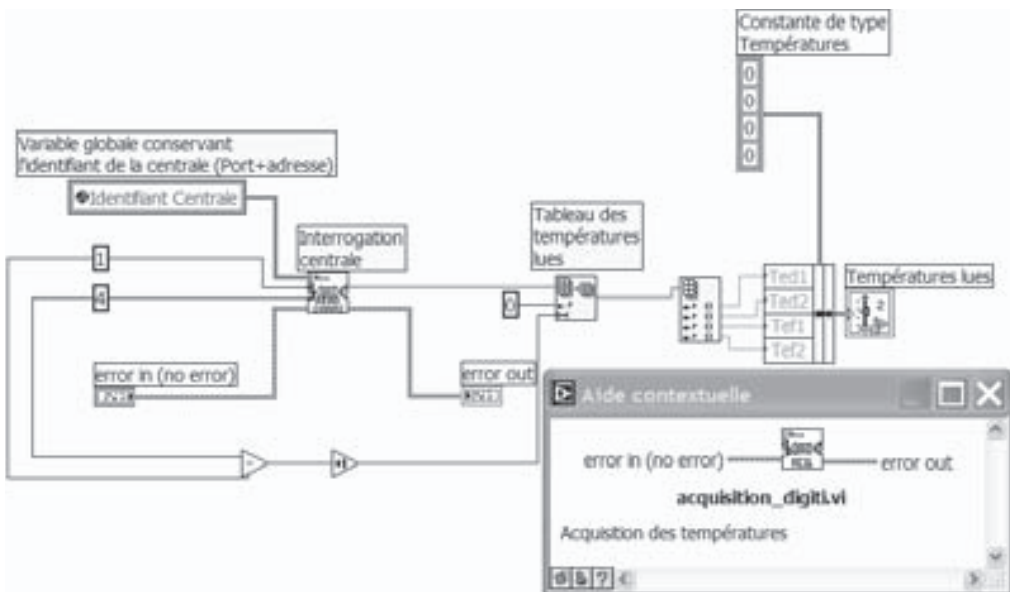 Constante de type
Températures
0
0
0
0
Variable globale conservant
l'identifiant de la centrale (Port+adresse)
Identifiant Centrale
Interrogation
centrale
Tableau des
températures
lues
1
4
0
Ted1
Ted2
Tef1
Tef2
Températures lues
error in (no error)
error out
Aide contextuelle
error in (no error)
error out
acquisition_digiti.vi
Acquisition des températures
?